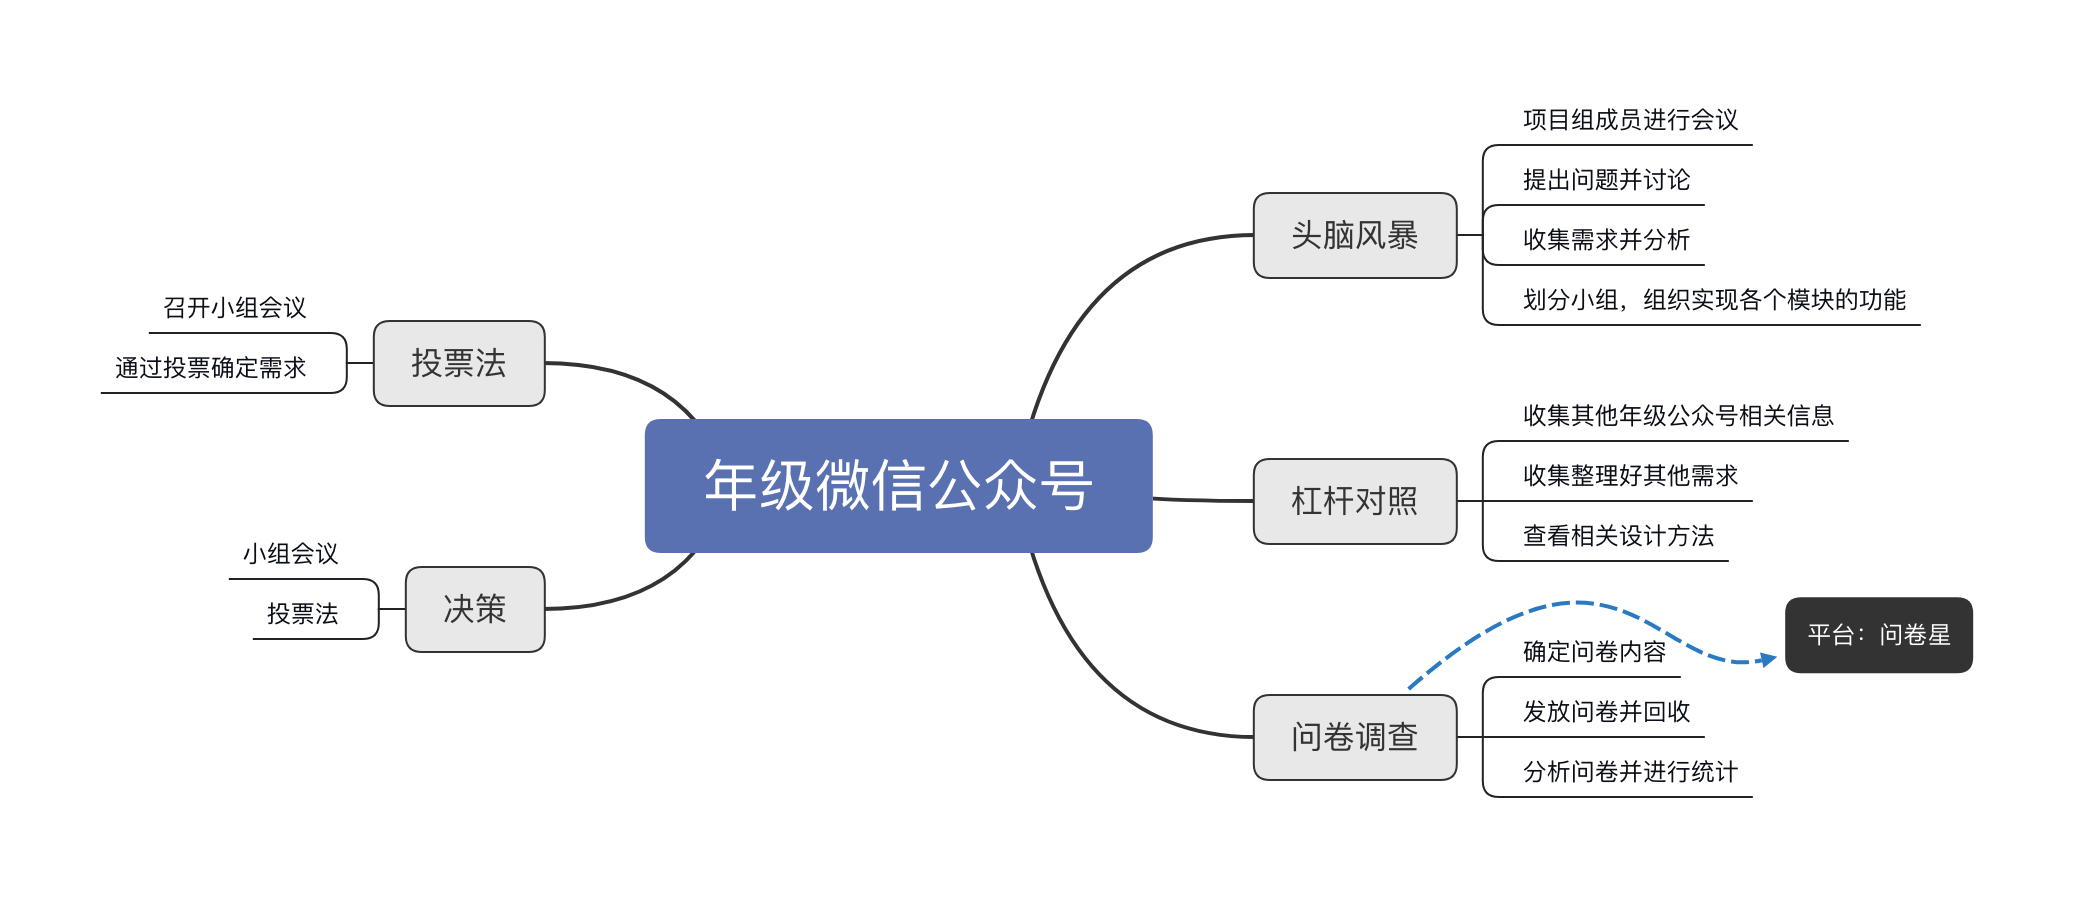 年级微信公众号
头脑风暴
项目组成员进行会议
提出问题并讨论
收集需求并分析
划分小组，组织实现各个模块的功能
杠杆对照
收集其他年级公众号相关信息
收集整理好其他需求
查看相关设计方法
问卷调查
确定问卷内容
发放问卷并回收
分析问卷并进行统计
平台：问卷星
投票法
召开小组会议
通过投票确定需求
决策
小组会议
投票法